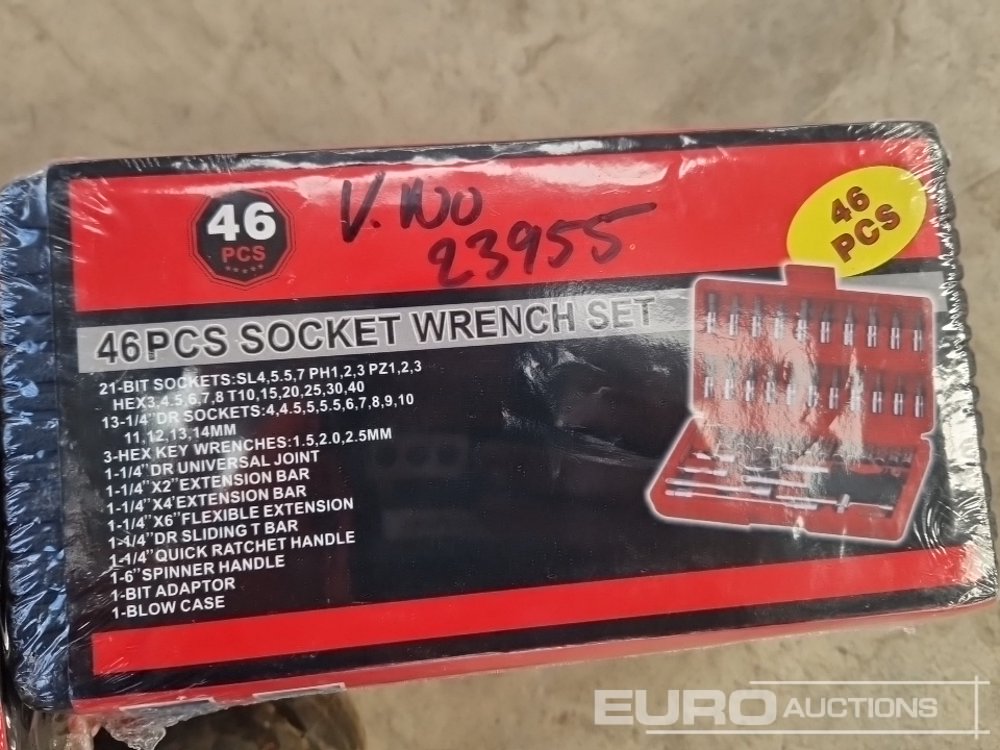 46
PCS
V.100
23955
46
PCS
46PCS SOCKET WRENCH SET
21-BIT SOCKETS:SL4,5.5,7 PH1,2,3 PZ1,2,3
HEX3,4,5,6,7,8 T10,15,20,25,30,40
13-1/4"DR SOCKETS:4,4.5,5,5.5,6,7,8,9,10
11,12,13,14MM
3-HEX KEY WRENCHES:1.5,2.0,2.5MM
1-1/4"DR UNIVERSAL JOINT
1-1/4"X2"EXTENSION BAR
1-1/4"X4"EXTENSION BAR
1-1/4"X6"FLEXIBLE EXTENSION
1-1/4"DR SLIDING T BAR
1-1/4"QUICK RATCHET HANDLE
1-6"SPINNER HANDLE
1-BIT ADAPTOR
1-BLOW CASE
EURO AUCTIONS